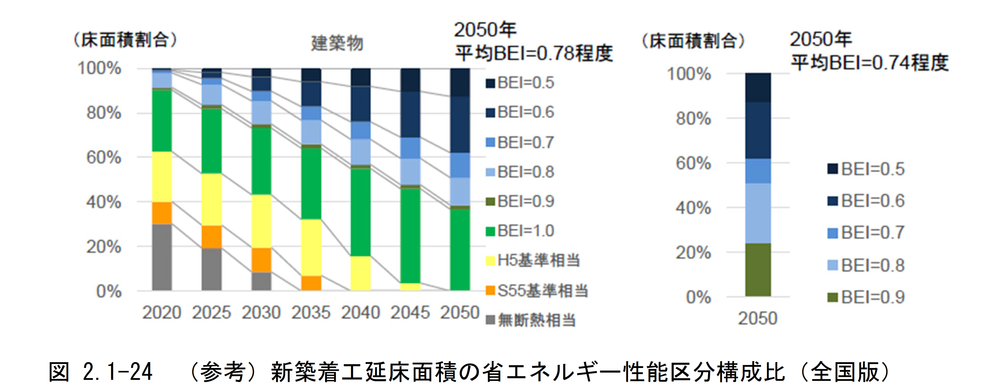 （床面積割合）
建築物
2050年
平均BEI=0.78程度
100%
80%
60%
40%
20%
0%
2020 2025 2030 2035 2040 2045 2050
BEI=0.5
BEI=0.6
BEI=0.7
BEI=0.8
BEI=0.9
BEI=1.0
H5基準相当
S55基準相当
無断熱相当
（床面積割合）
2050年
平均BEI=0.74程度
100%
80%
60%
40%
20%
0%
2050
BEI=0.5
BEI=0.6
BEI=0.7
BEI=0.8
BEI=0.9
図 2.1-24 （参考）新築着工延床面積の省エネルギー性能区分構成比（全国版）